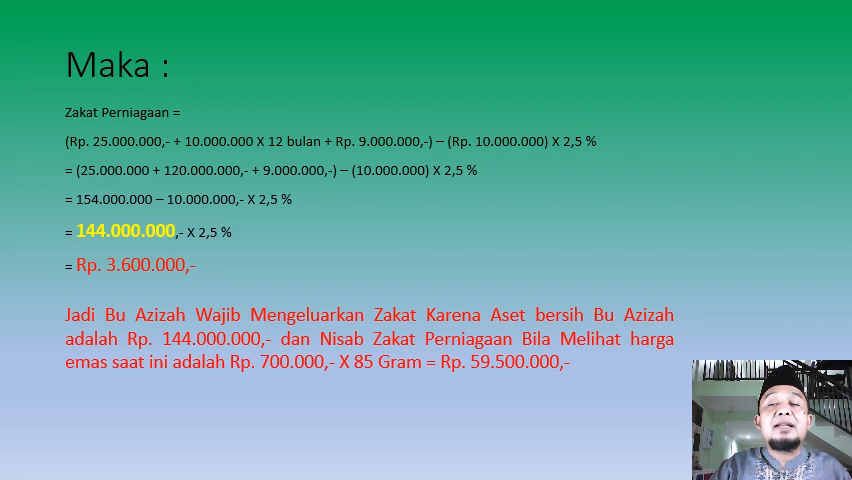 Maka :
Zakat Perniagaan =
(Rp. 25.000.000,- + 10.000.000 X 12 bulan + Rp. 9.000.000,-) – (Rp. 10.000.000) X 2,5 %
= (25.000.000 + 120.000.000,- + 9.000.000,-) – (10.000.000) X 2,5 %
= 154.000.000 – 10.000.000,- X 2,5 %
= 144.000.000,- X 2,5 %
= Rp. 3.600.000,-
Jadi Bu Azizah Wajib Mengeluarkan Zakat Karena Aset bersih Bu Azizah
adalah Rp. 144.000.000,- dan Nisab Zakat Perniagaan Bila Melihat harga
emas saat ini adalah Rp. 700.000,- X 85 Gram = Rp. 59.500.000,-